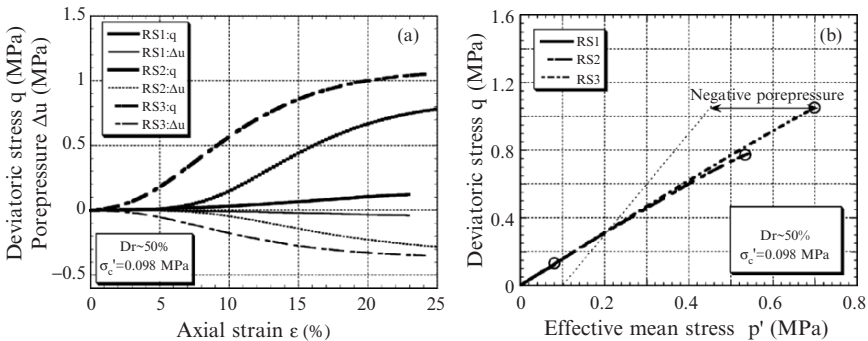 Deviatoric stress q (MPa)
Porepressure Δu (MPa)
1.5
1
0.5
0
−0.5
RS1:q
RS1:Δu
RS2:q
RS2:Δu
RS3:q
RS3:Δu
(a)
Dr~50%
σc'=0.098 MPa
0 5 10 15 20 25
Axial strain ε (%)
Deviatoric stress q (MPa)
1.6
1.2
0.8
0.4
0
RS1
RS2
RS3
(b)
Negative porepressure
Dr~50%
σc'=0.098 MPa
0 0.2 0.4 0.6 0.8
Effective mean stress p' (MPa)